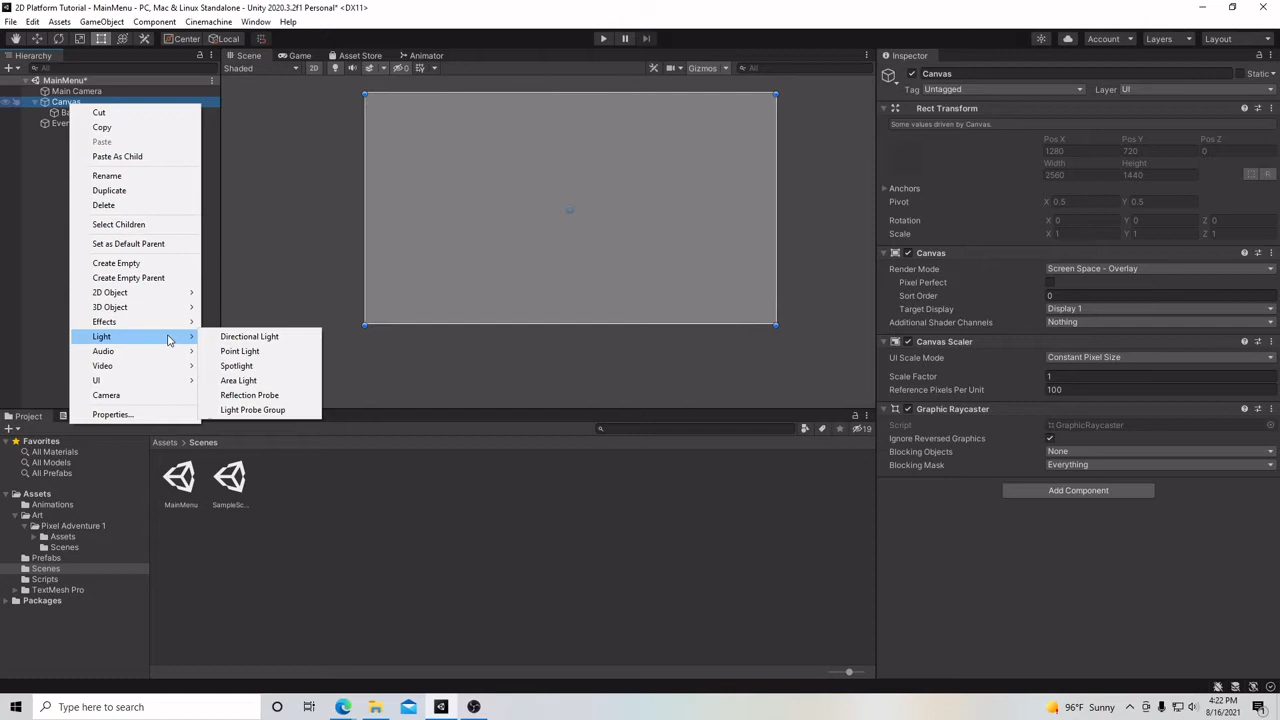 2D Platform Tutorial - MainMenu - PC, Mac & Linux Standalone - Unity 2020.3.2f1 Personal* <DX11>
File Edit Assets GameObject Component Cinemachine Window Help
Center Local Account Layers Layout
Hierarchy Scene Game Asset Store Animator Inspector
All
Shaded 2D 0 Gizmos All
MainMenu*
Main Camera
Canvas
Cut
Copy
Paste
Paste As Child
Rename
Duplicate
Delete
Select Children
Set as Default Parent
Create Empty
Create Empty Parent
2D Object
3D Object
Effects
Light
Audio
Video
UI
Camera
Properties...
Directional Light
Point Light
Spotlight
Area Light
Reflection Probe
Light Probe Group
Canvas Static
Tag Untagged Layer UI
Rect Transform
Some values driven by Canvas.
Pos X Pos Y Pos Z
1280 720 0
Width Height
2560 1440
R
Anchors
Pivot X 0.5 Y 0.5
Rotation X 0 Y 0 Z 0
Scale X 1 Y 1 Z 1
Canvas
Render Mode Screen Space - Overlay
Pixel Perfect
Sort Order 0
Target Display Display 1
Additional Shader Channels Nothing
Canvas Scaler
UI Scale Mode Constant Pixel Size
Scale Factor 1
Reference Pixels Per Unit 100
Graphic Raycaster
Script GraphicRaycaster
Ignore Reversed Graphics
Blocking Objects None
Blocking Mask Everything
Add Component
Project
19
Favorites
All Materials
All Models
All Prefabs
Assets
Animations
Art
Pixel Adventure 1
Assets
Scenes
Prefabs
Scenes
Scripts
TextMesh Pro
Packages
Assets > Scenes
MainMenu SampleSc...
Type here to search
96°F Sunny
4:22 PM
8/16/2021
1